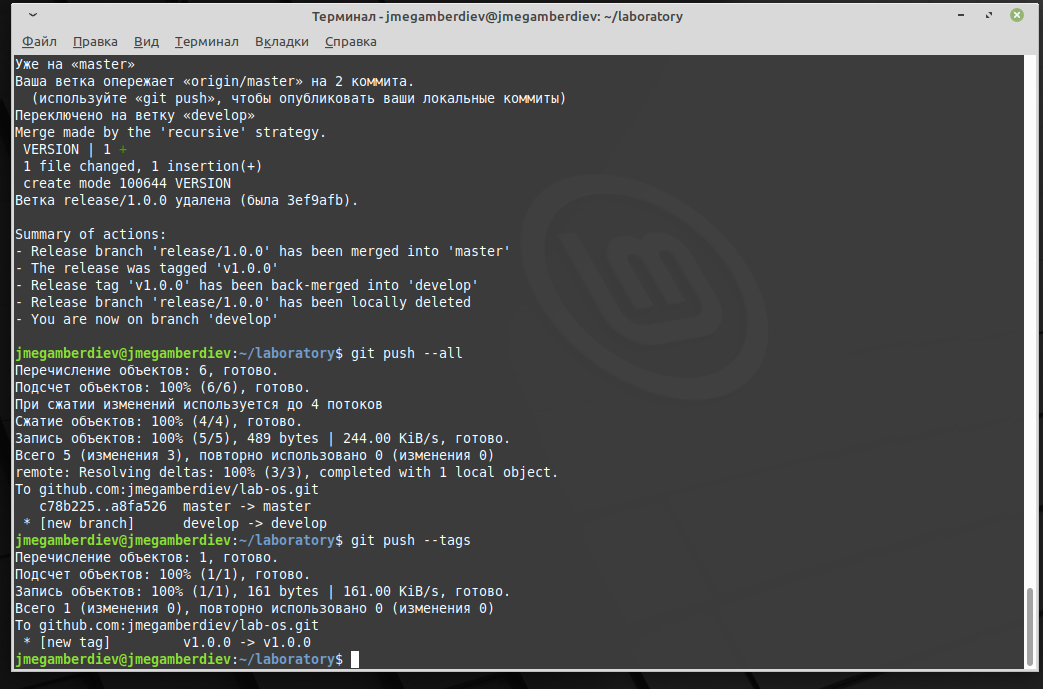 Терминал - jmegamberdiev@jmegamberdiev: ~/laboratory
Файл Правка Вид Терминал Вкладки Справка
Уже на «master»
Ваша ветка опережает «origin/master» на 2 коммита.
  (используйте «git push», чтобы опубликовать ваши локальные коммиты)
Переключено на ветку «develop»
Merge made by the 'recursive' strategy.
 VERSION | 1 +
 1 file changed, 1 insertion(+)
 create mode 100644 VERSION
Ветка release/1.0.0 удалена (была 3ef9afb).

Summary of actions:
- Release branch 'release/1.0.0' has been merged into 'master'
- The release was tagged 'v1.0.0'
- Release tag 'v1.0.0' has been back-merged into 'develop'
- Release branch 'release/1.0.0' has been locally deleted
- You are now on branch 'develop'

jmegamberdiev@jmegamberdiev:~/laboratory$ git push --all
Перечисление объектов: 6, готово.
Подсчет объектов: 100% (6/6), готово.
При сжатии изменений используется до 4 потоков
Сжатие объектов: 100% (4/4), готово.
Запись объектов: 100% (5/5), 489 bytes | 244.00 KiB/s, готово.
Всего 5 (изменения 3), повторно использовано 0 (изменения 0)
remote: Resolving deltas: 100% (3/3), completed with 1 local object.
To github.com:jmegamberdiev/lab-os.git
   c78b225..a8fa526  master -> master
 * [new branch]      develop -> develop
jmegamberdiev@jmegamberdiev:~/laboratory$ git push --tags
Перечисление объектов: 1, готово.
Подсчет объектов: 100% (1/1), готово.
Запись объектов: 100% (1/1), 161 bytes | 161.00 KiB/s, готово.
Всего 1 (изменения 0), повторно использовано 0 (изменения 0)
To github.com:jmegamberdiev/lab-os.git
 * [new tag]         v1.0.0 -> v1.0.0
jmegamberdiev@jmegamberdiev:~/laboratory$